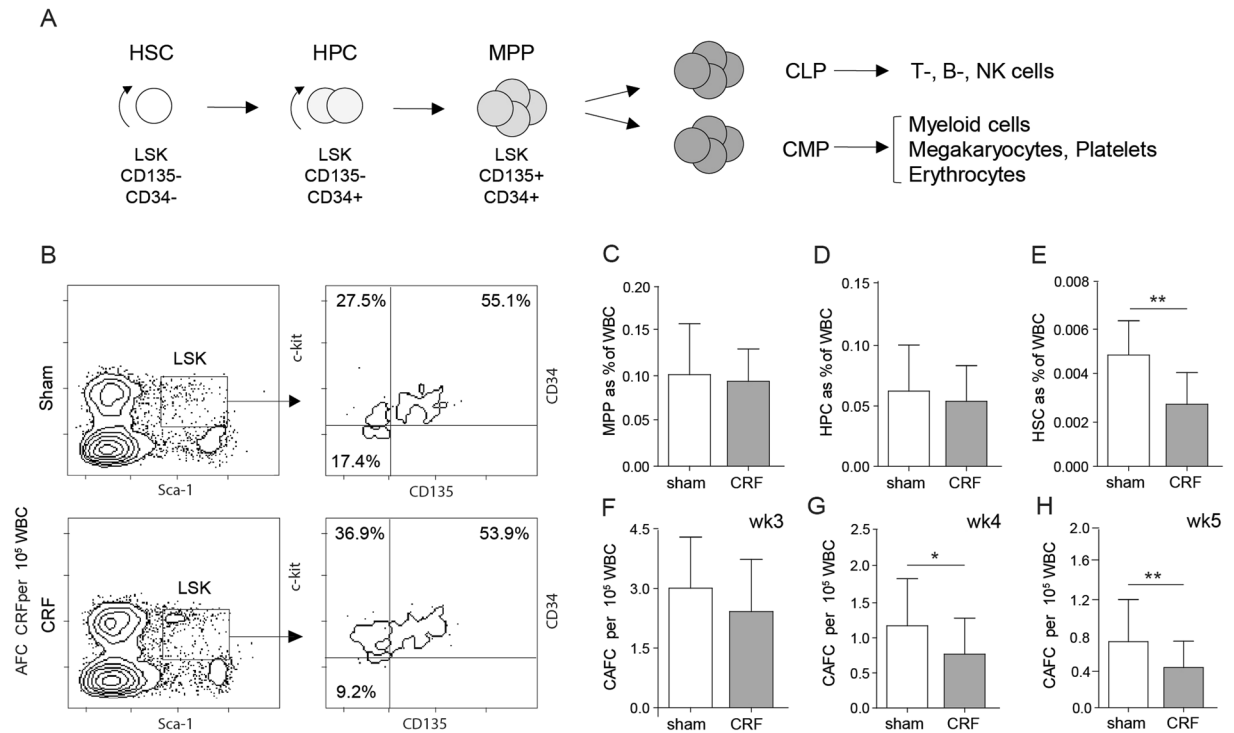 A
HSC
HPC
MPP
LSK
CD135-
CD34-
LSK
CD135-
CD34+
LSK
CD135+
CD34+
CLP
T-, B-, NK cells
CMP
Myeloid cells
Megakaryocytes, Platelets
Erythrocytes
B
Sham
LSK
c-kit
Sca-1
27.5%
55.1%
17.4%
CD34
CD135
AFC CRFper 10⁵ WBC
CRF
LSK
c-kit
Sca-1
36.9%
53.9%
9.2%
CD34
CD135
C
MPP as % of WBC
0.20
0.15
0.10
0.05
0.00
sham CRF
D
HPC as % of WBC
0.15
0.10
0.05
0.00
sham CRF
E
HSC as % of WBC
0.008
0.006
0.004
0.002
0.000
**
sham CRF
F
wk3
CAFC per 10⁵ WBC
4.5
3.0
1.5
0.0
sham CRF
G
wk4
CAFC per 10⁵ WBC
2.5
2.0
1.5
1.0
0.5
0.0
*
sham CRF
H
wk5
CAFC per 10⁵ WBC
2.0
1.6
1.2
0.8
0.4
0.0
**
sham CRF